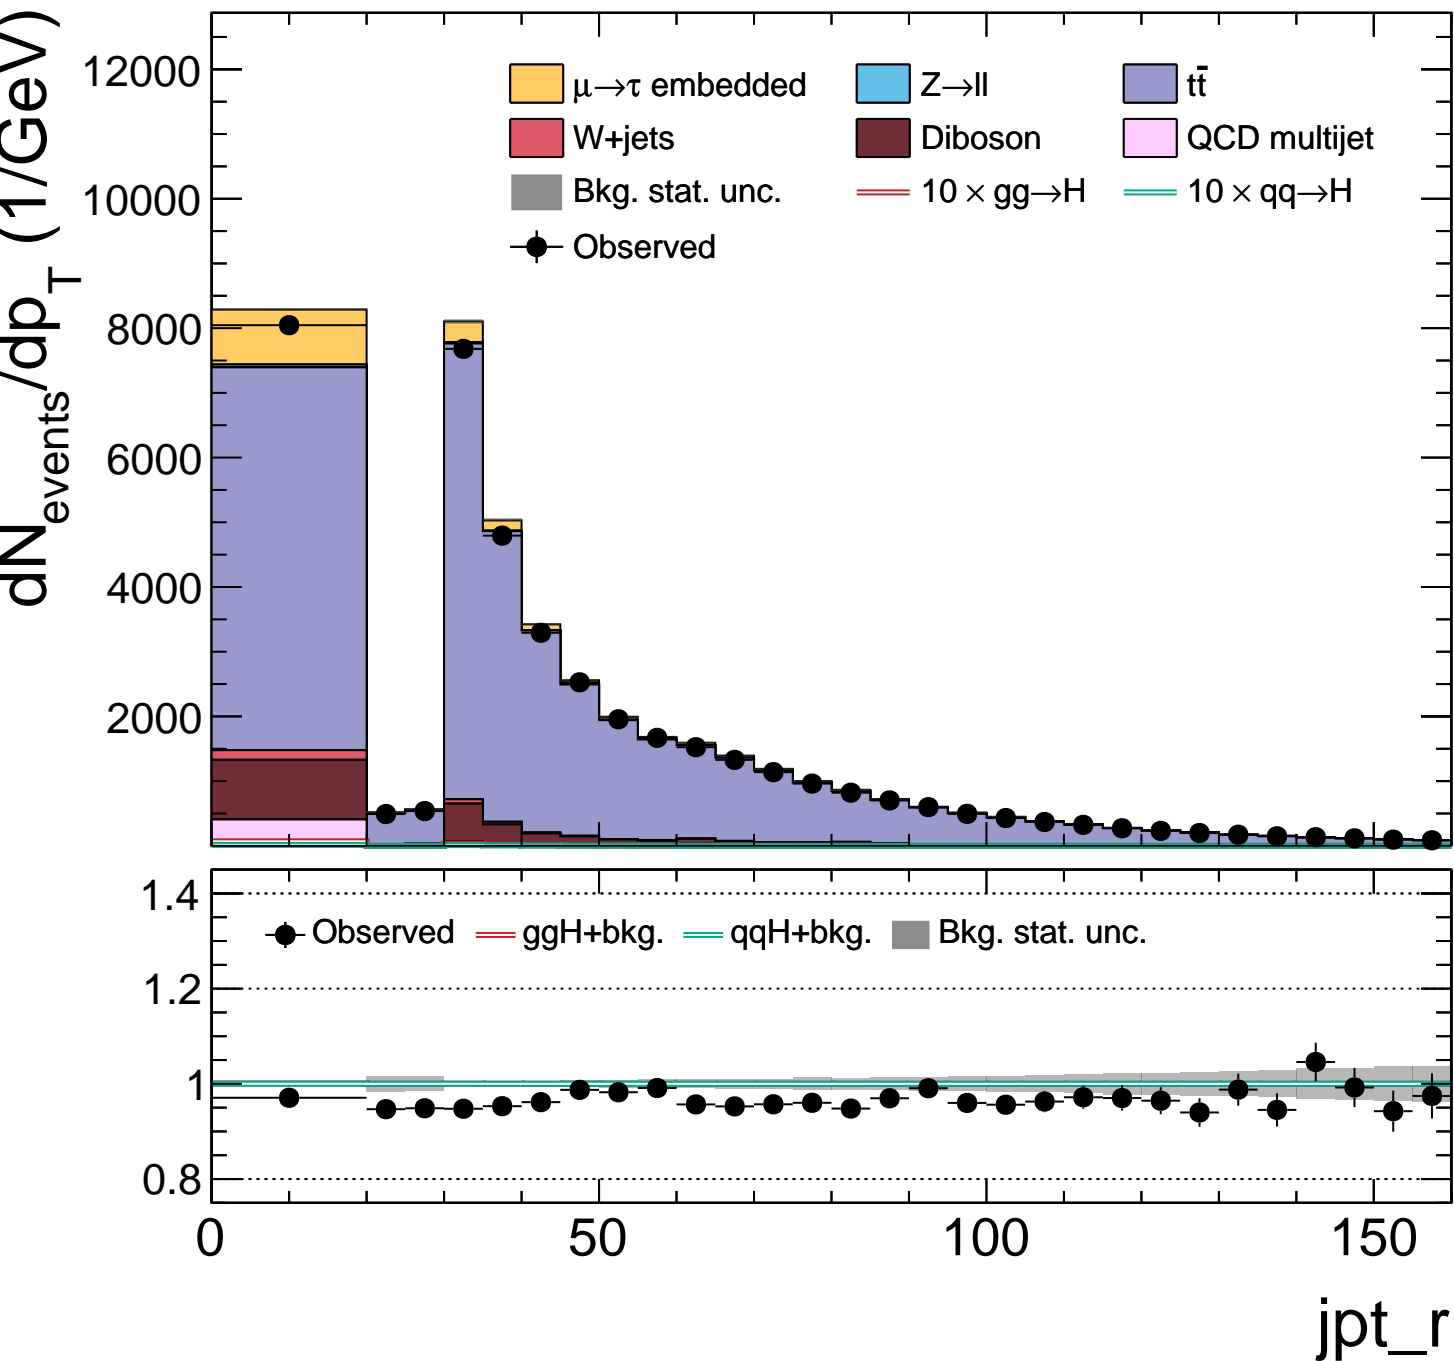 dN_events/dp_T (1/GeV)
12000
10000
8000
6000
4000
2000
μ→τ embedded Z→ll tt̄
W+jets Diboson QCD multijet
Bkg. stat. unc. 10 × gg→H 10 × qq→H
Observed
1.4
1.2
1
0.8
Observed ggH+bkg. qqH+bkg. Bkg. stat. unc.
0 50 100 150
jpt_r